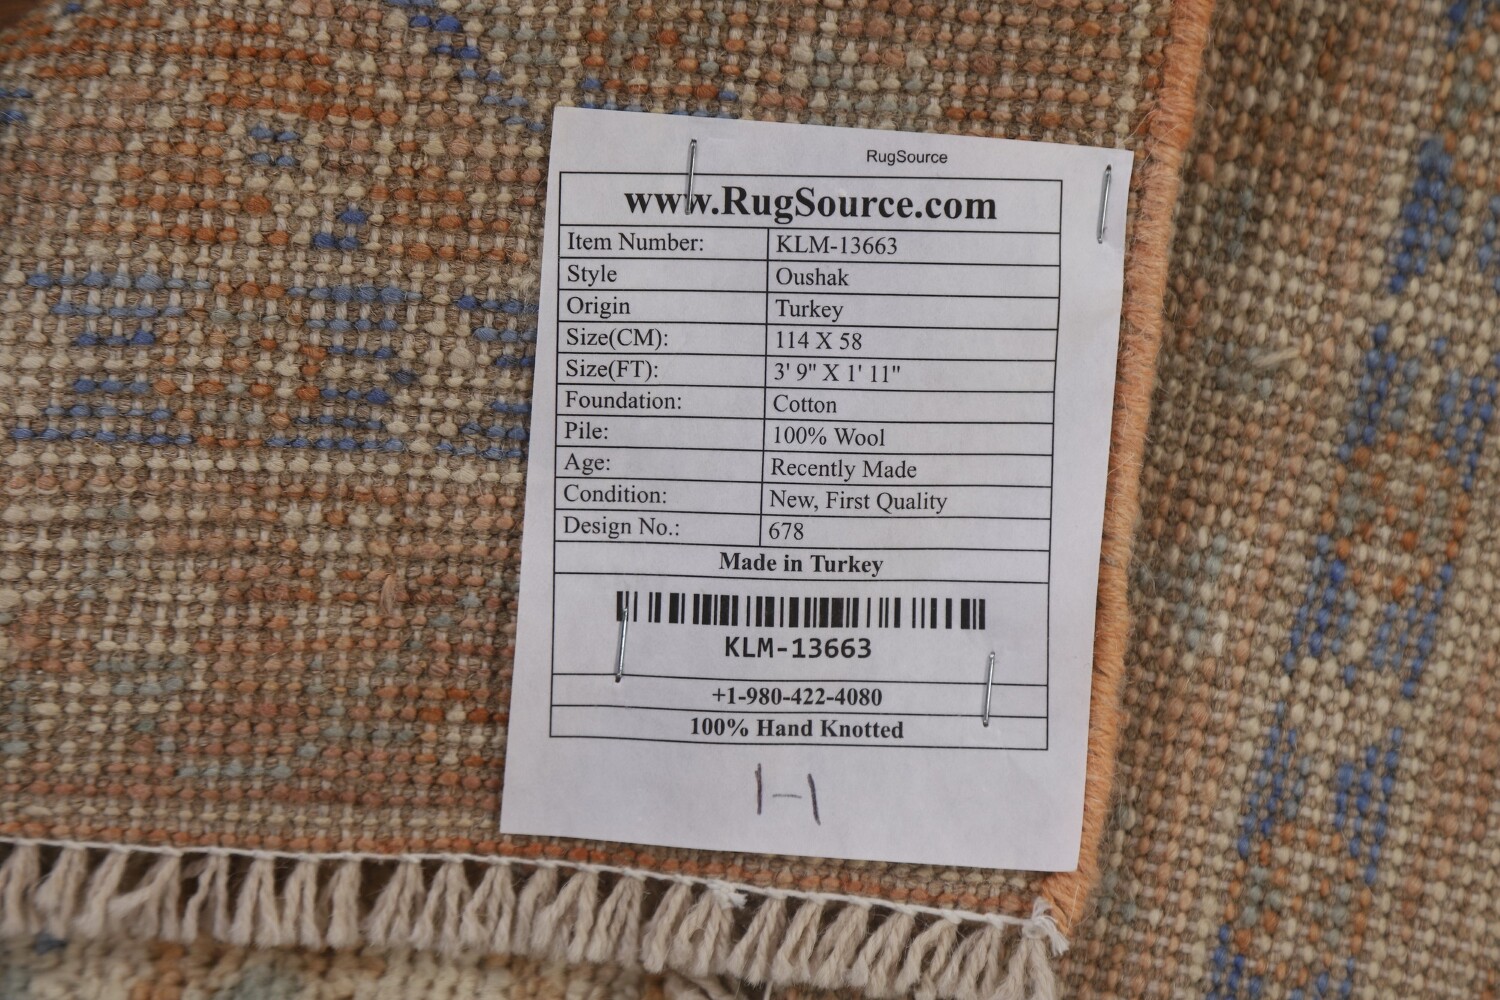 RugSource
www.RugSource.com
Item Number: KLM-13663
Style Oushak
Origin Turkey
Size(CM): 114 X 58
Size(FT): 3' 9" X 1' 11"
Foundation: Cotton
Pile: 100% Wool
Age: Recently Made
Condition: New, First Quality
Design No.: 678
Made in Turkey
KLM-13663
+1-980-422-4080
100% Hand Knotted
1-1